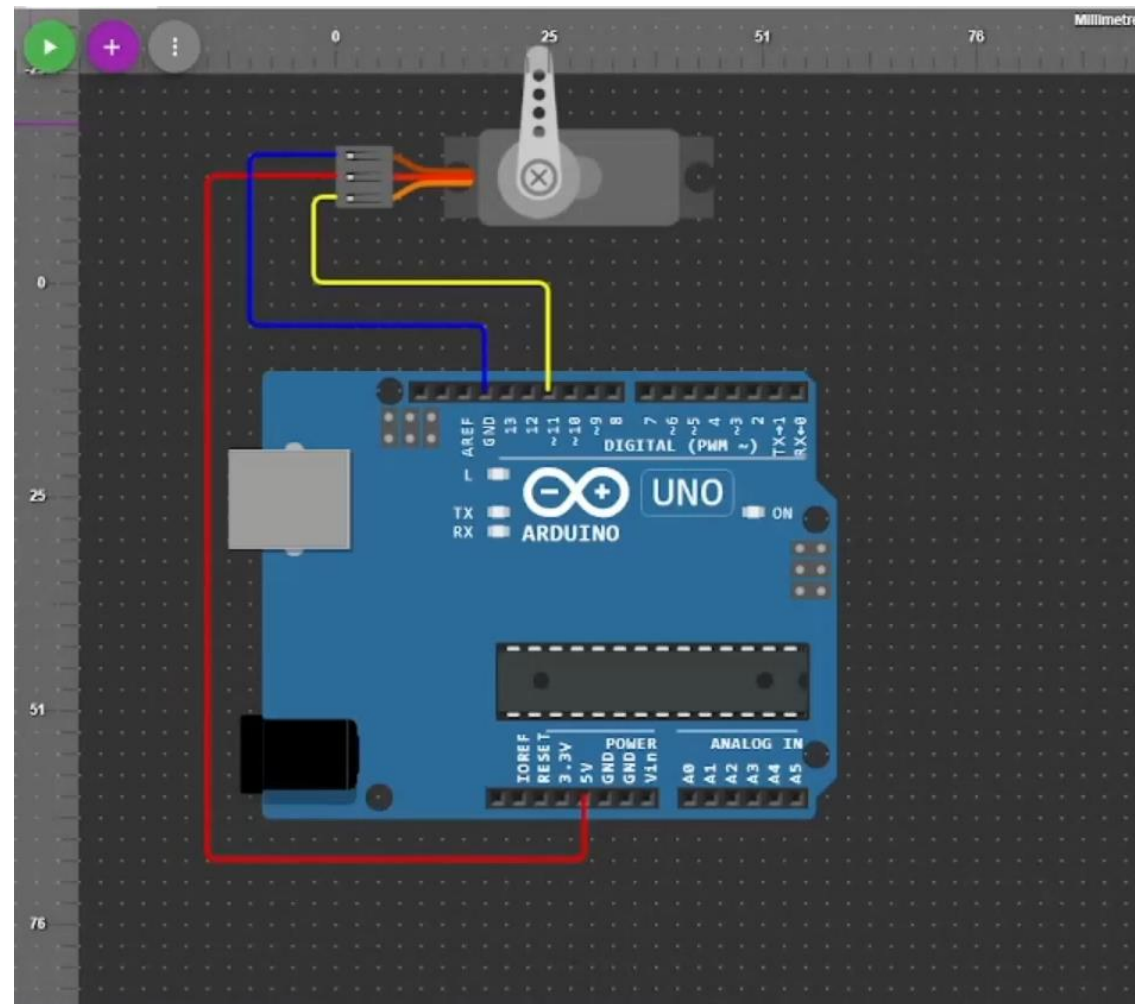 Millimetre
0 25 51 76
0
25
51
76
AREF
GND
13
12
~11
~10
~9
8
7
~6
~5
4
~3
2
TX→1
RX←0
DIGITAL (PWM ~)
L
TX
RX
UNO
ARDUINO
ON
IOREF
RESET
3.3V
5V
GND
GND
Vin
POWER
ANALOG IN
A0
A1
A2
A3
A4
A5